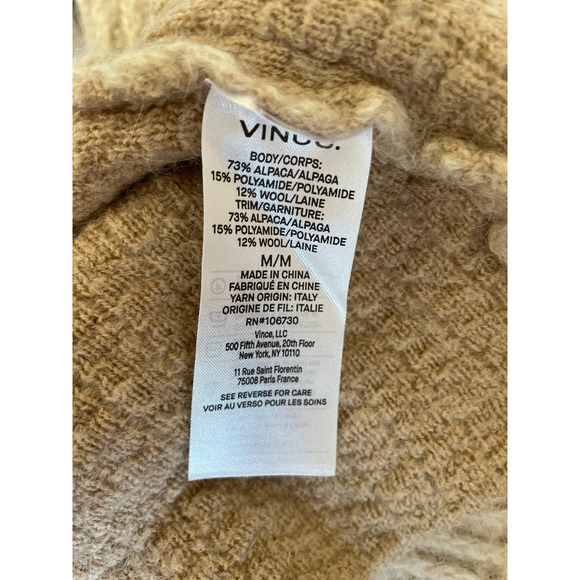 VINCE.
BODY/CORPS:
73% ALPACA/ALPAGA
15% POLYAMIDE/POLYAMIDE
12% WOOL/LAINE
TRIM/GARNITURE:
73% ALPACA/ALPAGA
15% POLYAMIDE/POLYAMIDE
12% WOOL/LAINE
M/M
MADE IN CHINA
FABRIQUÉ EN CHINE
YARN ORIGIN: ITALY
ORIGINE DE FIL: ITALIE
RN#106730
Vince, LLC
500 Fifth Avenue, 20th Floor
New York, NY 10110
11 Rue Saint Florentin
75008 Paris France
SEE REVERSE FOR CARE
VOIR AU VERSO POUR LES SOINS